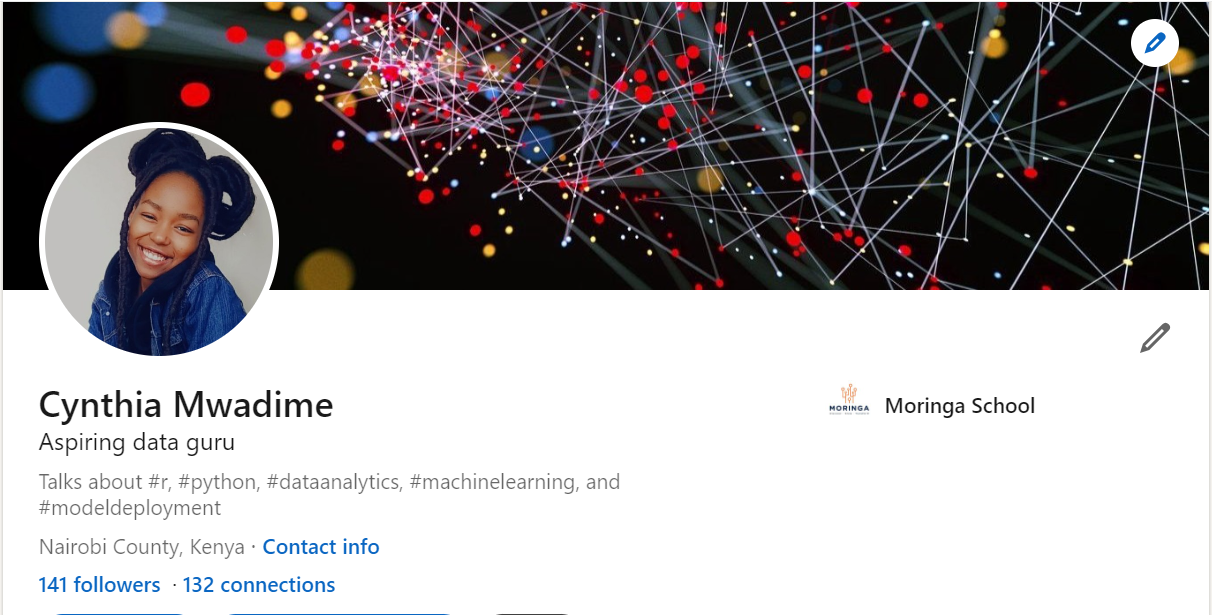 Cynthia Mwadime
MORINGA
Moringa School
Aspiring data guru
Talks about #r, #python, #dataanalytics, #machinelearning, and
#modeldeployment
Nairobi County, Kenya · Contact info
141 followers · 132 connections